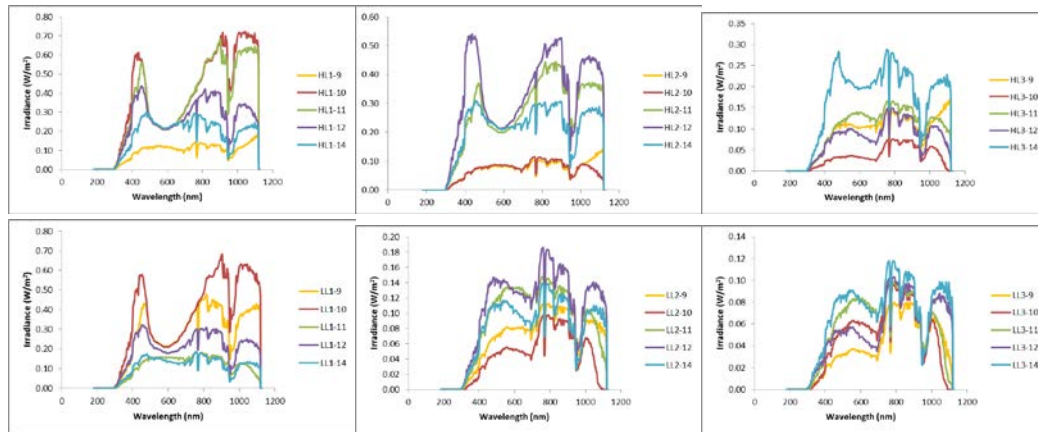 Irradiance (W/m²)
0.80
0.70
0.60
0.50
0.40
0.30
0.20
0.10
0.00
0 200 400 600 800 1000 1200
Wavelength (nm)
HL1-9
HL1-10
HL1-11
HL1-12
HL1-14
Irradiance (W/m²)
0.60
0.50
0.40
0.30
0.20
0.10
0.00
0 200 400 600 800 1000 1200
Wavelength (nm)
HL2-9
HL2-10
HL2-11
HL2-12
HL2-14
Irradiance (W/m²)
0.35
0.30
0.25
0.20
0.15
0.10
0.05
0.00
0 200 400 600 800 1000 1200
Wavelength (nm)
HL3-9
HL3-10
HL3-11
HL3-12
HL3-14
Irradiance (W/m²)
0.80
0.70
0.60
0.50
0.40
0.30
0.20
0.10
0.00
0 200 400 600 800 1000 1200
Wavelength (nm)
LL1-9
LL1-10
LL1-11
LL1-12
LL1-14
Irradiance (W/m²)
0.20
0.18
0.16
0.14
0.12
0.10
0.08
0.06
0.04
0.02
0.00
0 200 400 600 800 1000 1200
Wavelength (nm)
LL2-9
LL2-10
LL2-11
LL2-12
LL2-14
Irradiance (W/m²)
0.14
0.12
0.10
0.08
0.06
0.04
0.02
0.00
0 200 400 600 800 1000 1200
Wavelength (nm)
LL3-9
LL3-10
LL3-11
LL3-12
LL3-14